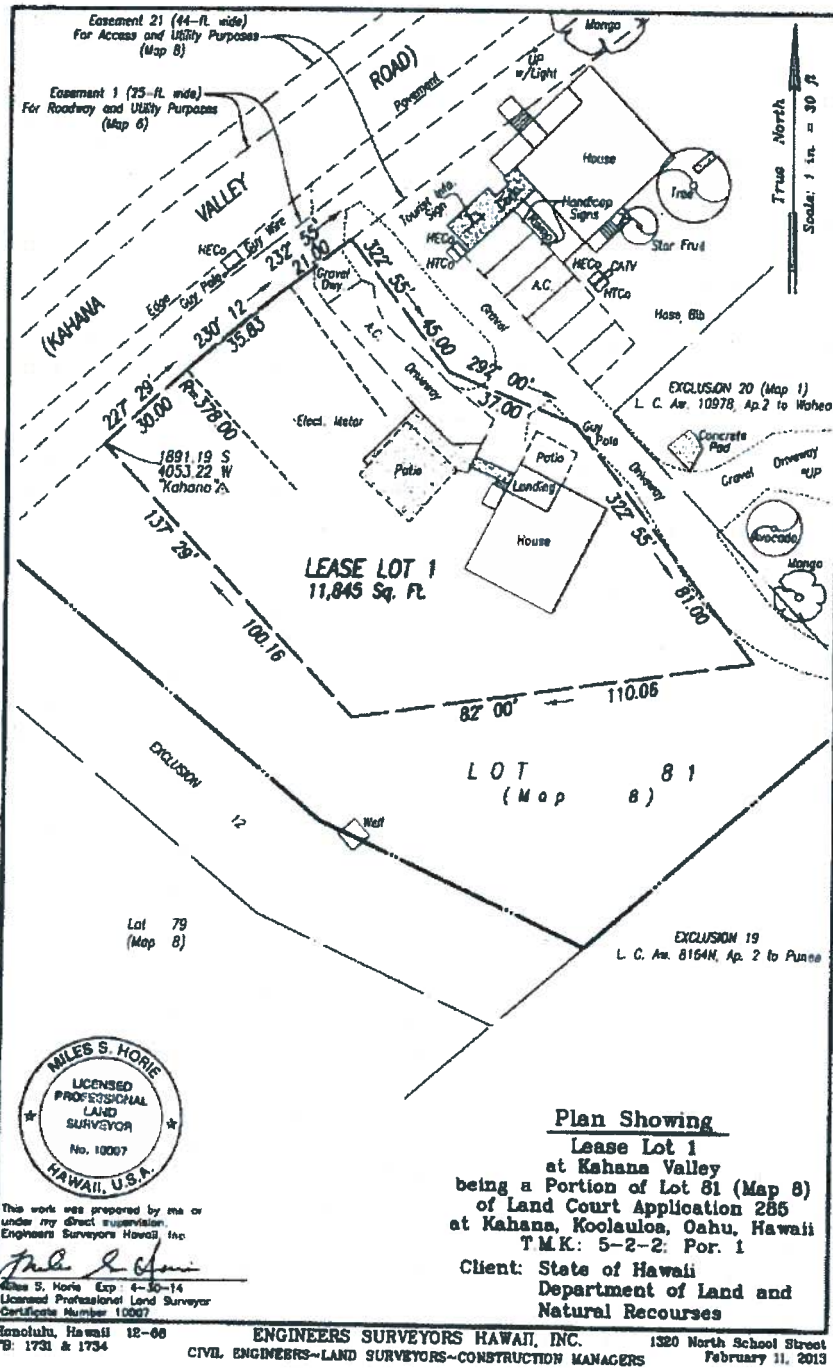 Easement 21 (44-ft. wide)
For Access and Utility Purposes
(Map 8)
Easement 1 (25-ft. wide)
For Roadway and Utility Purposes
(Map 6)
(KAHANA
VALLEY
ROAD)
Pavement
Mango
UP
w/Light
House
Tree
True North
Scale: 1 in. = 30 ft
Tourist Info.
Sign
Handicap
Signs
Ramp
Star Fruit
HECo
HTCo
HECo CATV
HTCo
A.C.
Hose Bib
HECo
Guy Wire
Edge
Guy Pole
232° 55'
21.00
Gravel
Dwy
230° 12'
35.83
227° 29'
30.00
R=378.00
322° 55'
45.00
Gravel
A.C.
Driveway
292° 00'
37.00
Guy
Pole
Driveway
322° 55'
81.00
EXCLUSION 20 (Map 1)
L. C. Aw. 10978, Ap.2 to Waheo
Concrete
Pad
Gravel Driveway
UP
Avocado
Mango
Elect. Meter
1891.19 S
4053.22 W
"Kahana"
Patio
Patio
Landing
House
LEASE LOT 1
11,845 Sq. Ft.
137° 29'
100.16
82° 00'
110.06
LOT 81
(Map 8)
EXCLUSION 12
Lot 79
(Map 8)
EXCLUSION 19
L. C. Aw. 8164N, Ap. 2 to
MILES S. HORIE
LICENSED
PROFESSIONAL
LAND
SURVEYOR
No. 10007
HAWAII, U.S.A.
This work was prepared by me or
under my direct supervision.
Engineers Surveyors Hawaii, Inc.
Miles S. Horie Exp: 4-30-14
Licensed Professional Land Surveyor
Certificate Number 10007
Plan Showing
Lease Lot 1
at Kahana Valley
being a Portion of Lot 81 (Map 8)
of Land Court Application 285
at Kahana, Koolauloa, Oahu, Hawaii
T.M.K.: 5-2-2: Por. 1
Client: State of Hawaii
Department of Land and
Natural Recourses
Honolulu, Hawaii 12-08
FB: 1731 & 1734
ENGINEERS SURVEYORS HAWAII, INC.
CIVIL ENGINEERS~LAND SURVEYORS~CONSTRUCTION MANAGERS
1320 North School Street
February 11, 2013